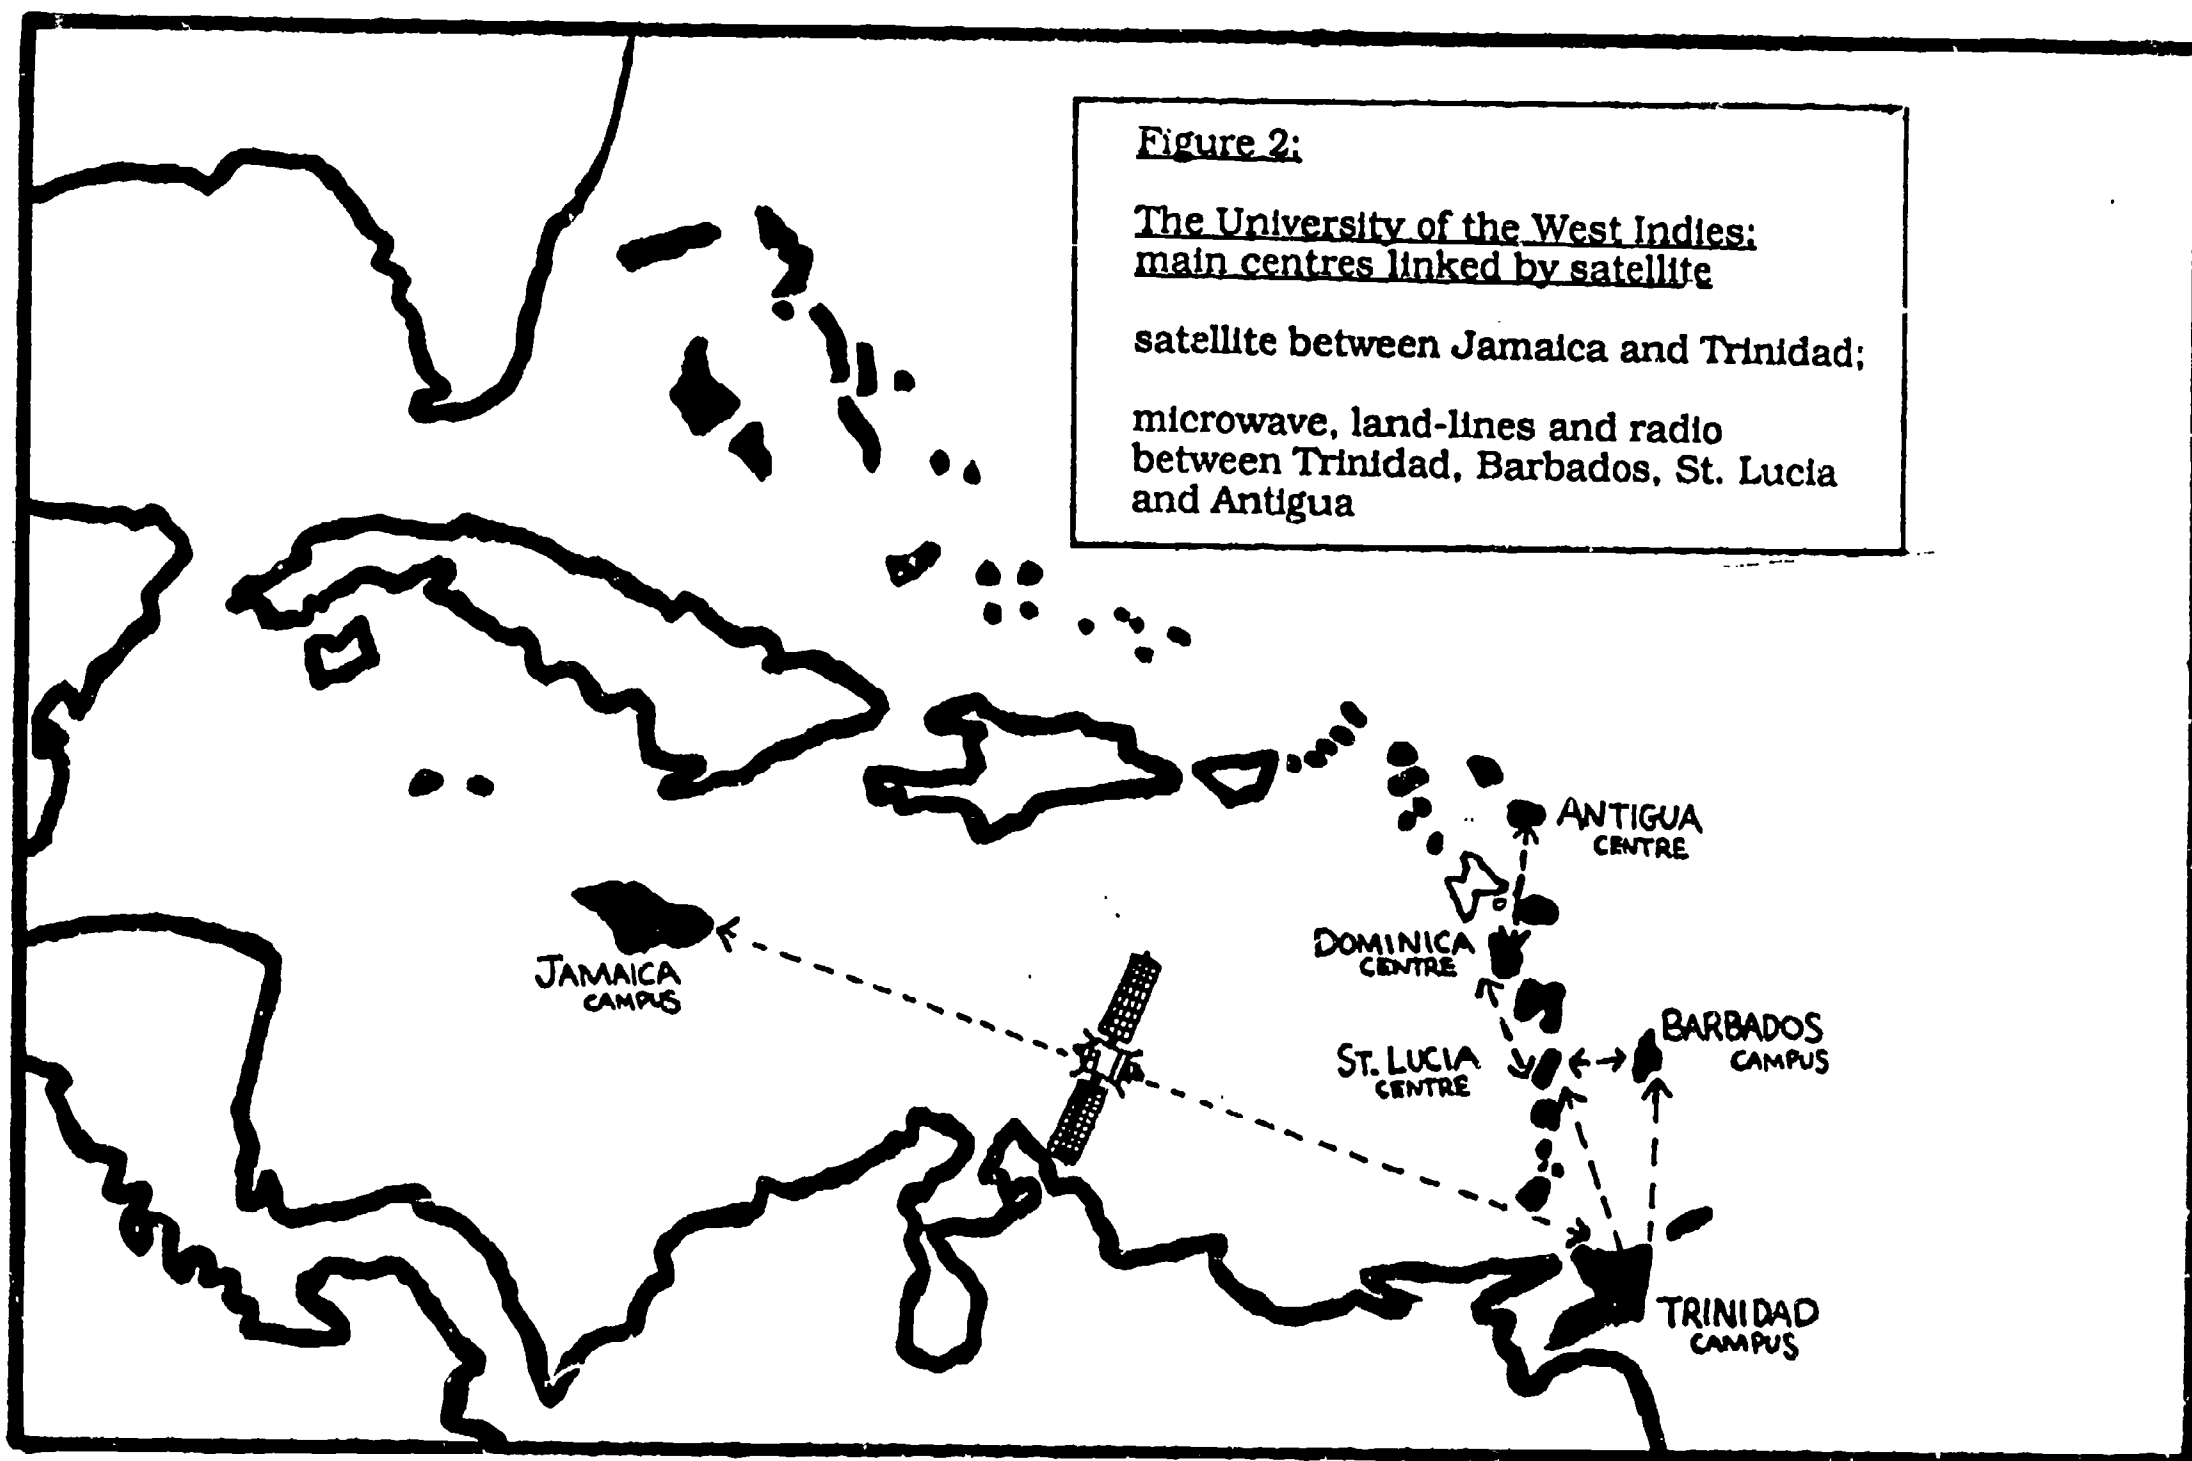 Figure 2:
The University of the West Indies:
main centres linked by satellite
satellite between Jamaica and Trinidad;
microwave, land-lines and radio
between Trinidad, Barbados, St. Lucia
and Antigua
ANTIGUA
CENTRE
DOMINICA
CENTRE
JAMAICA
CAMPUS
BARBADOS
CAMPUS
ST. LUCIA
CENTRE
TRINIDAD
CAMPUS